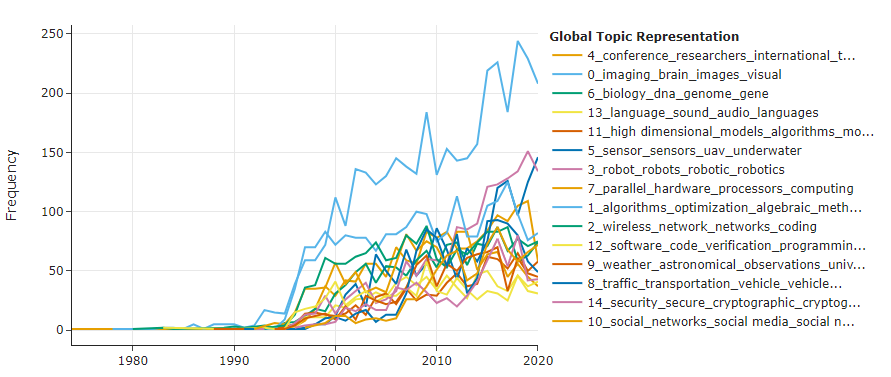 Global Topic Representation
4_conference_researchers_international_t...
0_imaging_brain_images_visual
6_biology_dna_genome_gene
13_language_sound_audio_languages
11_high dimensional_models_algorithms_mo...
5_sensor_sensors_uav_underwater
3_robot_robots_robotic_robotics
7_parallel_hardware_processors_computing
1_algorithms_optimization_algebraic_meth...
2_wireless_network_networks_coding
12_software_code_verification_programmin...
9_weather_astronomical_observations_univ...
8_traffic_transportation_vehicle_vehicle...
14_security_secure_cryptographic_cryptog...
10_social_networks_social media_social n...
Frequency
250
200
150
100
50
0
1980
1990
2000
2010
2020